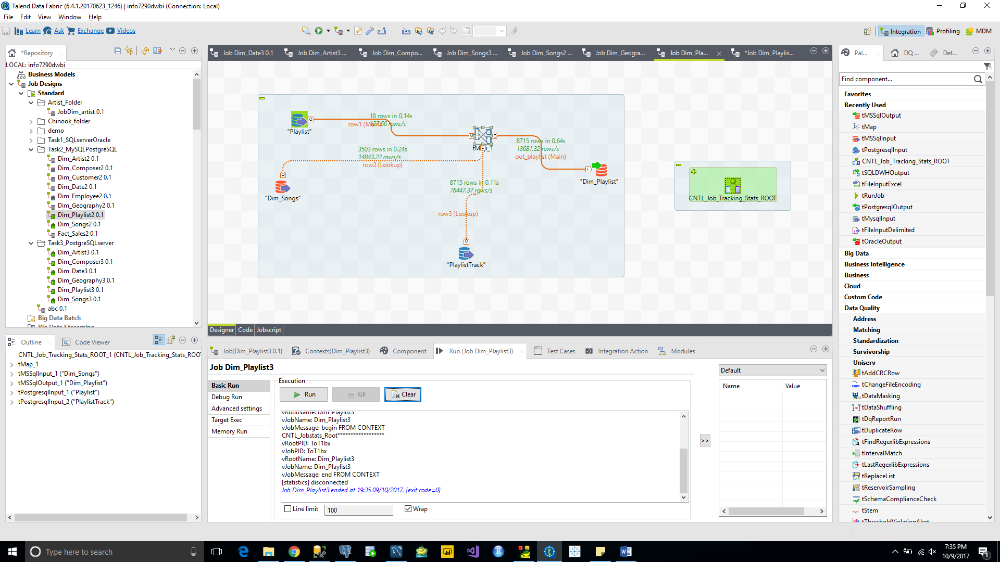 Talend Data Fabric (6.4.1.20170623_1246) | info7290dwbi (Connection: Local)
File Edit View Window Help
Learn Ask Exchange Videos
Integration Profiling MDM
*Repository
LOCAL: info7290dwbi
Business Models
Job Designs
Standard
Artist_Folder
JobDim_artist 0.1
Chinook_folder
demo
Task1_SQLserverOracle
Task2_MySQLPostgreSQL
Dim_Artist2 0.1
Dim_Composer2 0.1
Dim_Customer2 0.1
Dim_Date2 0.1
Dim_Employee2 0.1
Dim_Geography2 0.1
Dim_Playlist2 0.1
Dim_Songs2 0.1
Fact_Sales2 0.1
Task3_PostgreSQLserver
Dim_Artist3 0.1
Dim_Composer3 0.1
Dim_Date3 0.1
Dim_Geography3 0.1
Dim_Playlist3 0.1
Dim_Songs3 0.1
abc 0.1
Big Data Batch
Big Data Streaming
Outline Code Viewer
CNTL_Job_Tracking_Stats_ROOT_1 (CNTL_Job_Tracking_Stats_ROO
tMap_1
tMSSqlInput_1 ("Dim_Songs")
tMSSqlOutput_1 ("Dim_Playlist")
tPostgresqlInput_1 ("Playlist")
tPostgresqlInput_2 ("PlaylistTrack")
Job Dim_Date3 0.1 Job Dim_Artist3 ... Job Dim_Compo... Job Dim_Songs3 ... Job Dim_Songs2 ... Job Dim_Geogra... Job Dim_Pla... *Job Dim_Playlis...
18 rows in 0.14s
127.66 rows/s
row1 (Main)
"Playlist"
tMap_1
8715 rows in 0.64s
13681.32 rows/s
out_playlist (Main)
3503 rows in 0.24s
14843.22 rows/s
row2 (Lookup)
"Dim_Playlist"
"Dim_Songs"
8715 rows in 0.11s
76447.37 rows/s
row3 (Lookup)
"PlaylistTrack"
CNTL_Job_Tracking_Stats_ROOT
Designer Code Jobscript
Job(Dim_Playlist3 0.1) Contexts(Dim_Playlist3) Component Run (Job Dim_Playlist3) Test Cases Integration Action Modules
Job Dim_Playlist3
Basic Run
Debug Run
Advanced settings
Target Exec
Memory Run
Execution
Run Kill Clear
vRootName: Dim_Playlist3
vJobName: Dim_Playlist3
vJobMessage: begin FROM CONTEXT
CNTL_Jobstats_Root******************
vRootPID: ToT1bx
vJobPID: ToT1bx
vRootName: Dim_Playlist3
vJobName: Dim_Playlist3
vJobMessage: end FROM CONTEXT
[statistics] disconnected
Job Dim_Playlist3 ended at 19:35 09/10/2017. [exit code=0]
Line limit 100 Wrap
>>
Default
Name Value
Pal... DQ ... Det...
Find component...
Favorites
Recently Used
tMSSqlOutput
tMap
tMSSqlInput
tPostgresqlInput
CNTL_Job_Tracking_Stats_ROOT
tSQLDWHOutput
tFileInputExcel
tRunJob
tPostgresqlOutput
tMysqlInput
tFileInputDelimited
tOracleOutput
Big Data
Business Intelligence
Business
Cloud
Custom Code
Data Quality
Address
Matching
Standardization
Survivorship
Uniserv
tAddCRCRow
tChangeFileEncoding
tDataMasking
tDataShuffling
tDqReportRun
tDuplicateRow
tFindRegexlibExpressions
tIntervalMatch
tLastRegexlibExpressions
tReplaceList
tReservoirSampling
tSchemaComplianceCheck
tStem
tThresholdViolationAlert
Type here to search
7:35 PM
10/9/2017